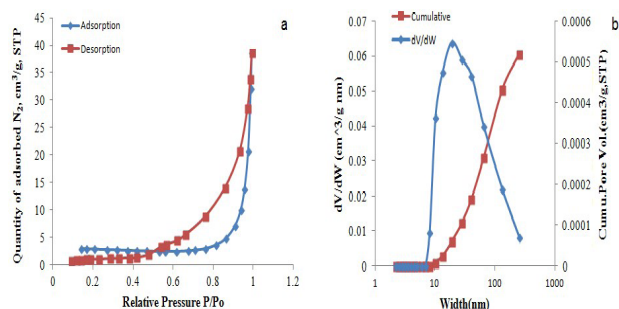 a
Adsorption
Desorption
Quantity of adsorbed N₂, cm³/g, STP
45
40
35
30
25
20
15
10
5
0
0 0.2 0.4 0.6 0.8 1 1.2
Relative Pressure P/Po
b
Cumulative
dV/dW
dV/dW (cm^3/g nm)
0.07
0.06
0.05
0.04
0.03
0.02
0.01
0
1 10 100 1000
Width(nm)
0.0006
0.0005
0.0004
0.0003
0.0002
0.0001
0
Cumu.Pore Vol.(cm3/g,STP)